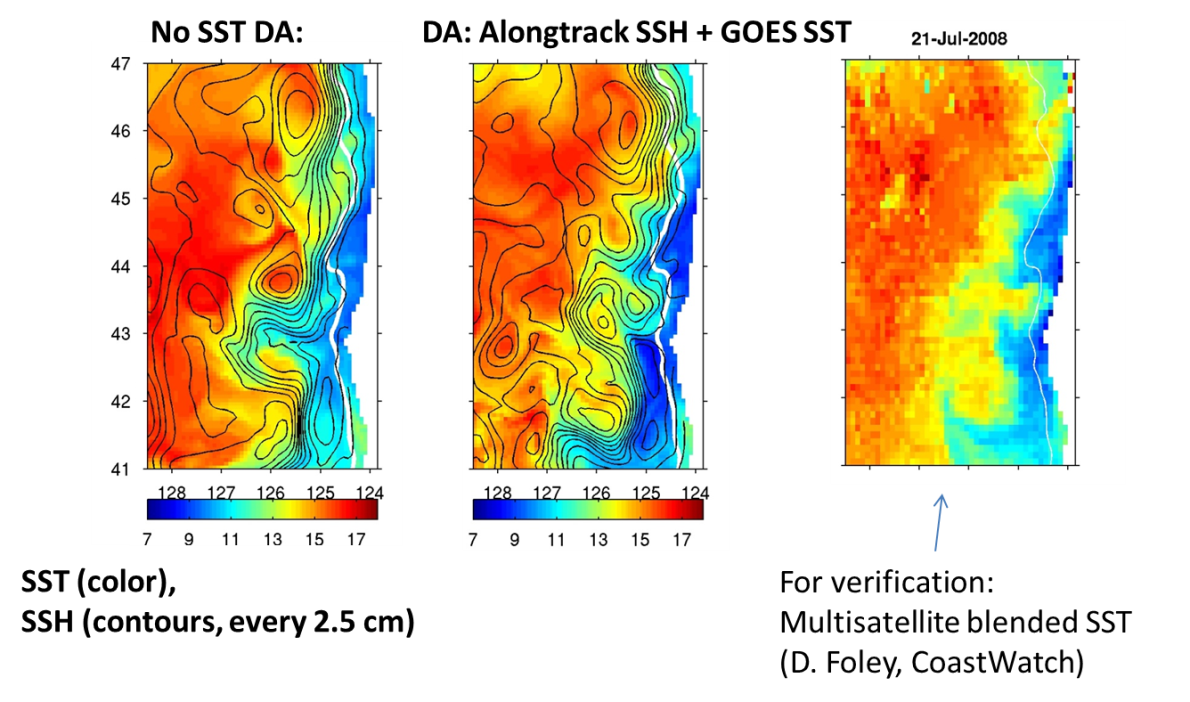 No SST DA:
DA: Alongtrack SSH + GOES SST
21-Jul-2008
47
46
45
44
43
42
41
128 127 126 125 124
128 127 126 125 124
7 9 11 13 15 17
7 9 11 13 15 17
SST (color),
SSH (contours, every 2.5 cm)
For verification:
Multisatellite blended SST
(D. Foley, CoastWatch)